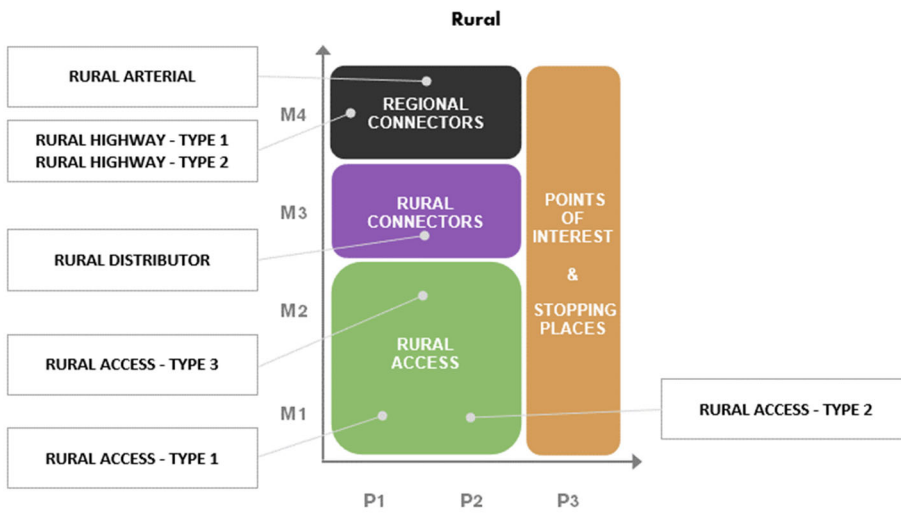 Rural
RURAL ARTERIAL
RURAL HIGHWAY - TYPE 1
RURAL HIGHWAY - TYPE 2
RURAL DISTRIBUTOR
RURAL ACCESS - TYPE 3
RURAL ACCESS - TYPE 1
M4
M3
M2
M1
REGIONAL
CONNECTORS
RURAL
CONNECTORS
RURAL
ACCESS
POINTS
OF
INTEREST
&
STOPPING
PLACES
RURAL ACCESS - TYPE 2
P1
P2
P3